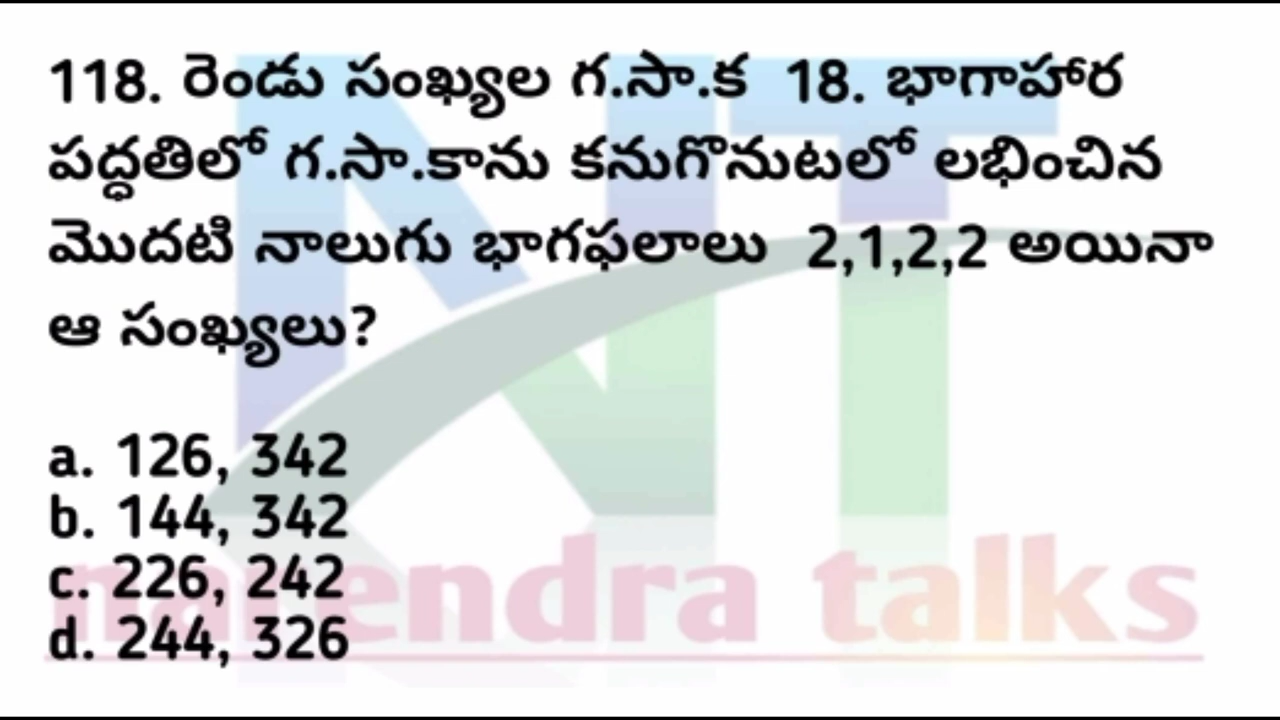 118. రెండు సంఖ్యల గ.సా.క 18. భాగాహార
పద్ధతిలో గ.సా.కాను కనుగొనుటలో లభించిన
మొదటి నాలుగు భాగఫలాలు 2,1,2,2 అయినా
ఆ సంఖ్యలు?
a. 126, 342
b. 144, 342
c. 226, 242
d. 244, 326
NT
narendra talks